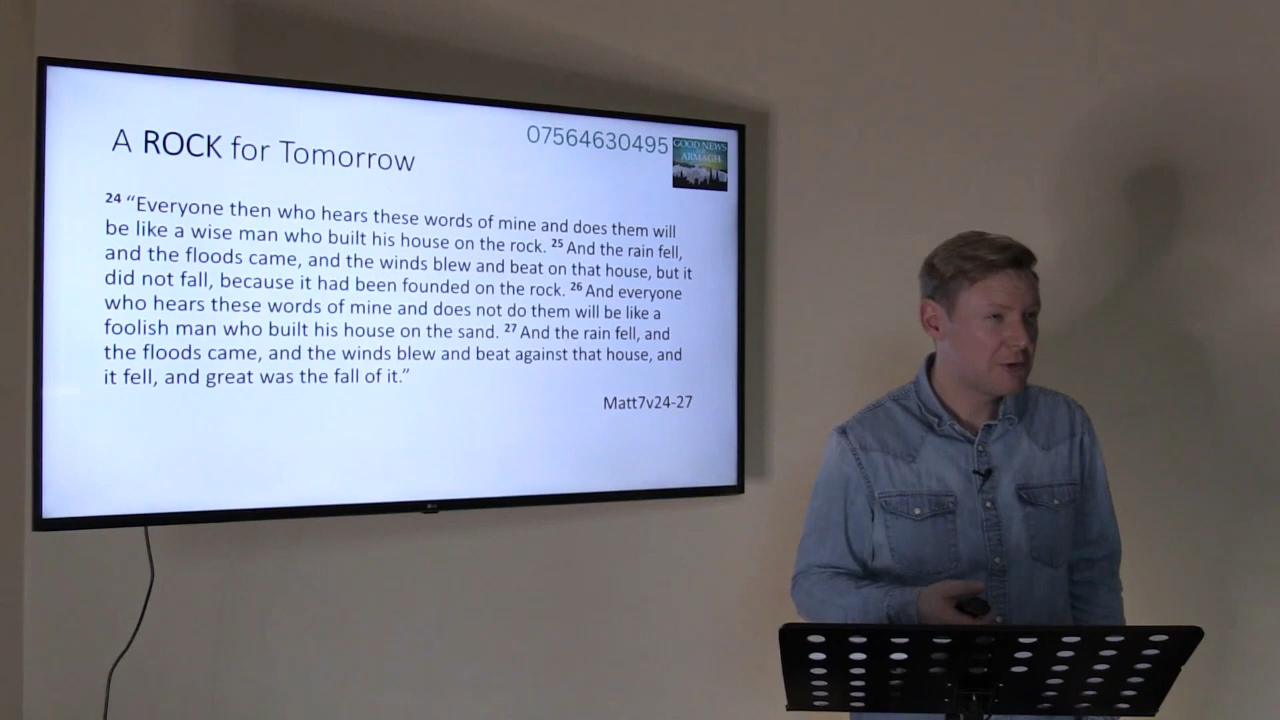 A ROCK for Tomorrow
07564630495
GOOD NEWS
ARMAGH
24 “Everyone then who hears these words of mine and does them will
be like a wise man who built his house on the rock. 25 And the rain fell,
and the floods came, and the winds blew and beat on that house, but it
did not fall, because it had been founded on the rock. 26 And everyone
who hears these words of mine and does not do them will be like a
foolish man who built his house on the sand. 27 And the rain fell, and
the floods came, and the winds blew and beat against that house, and
it fell, and great was the fall of it.”
Matt7v24-27